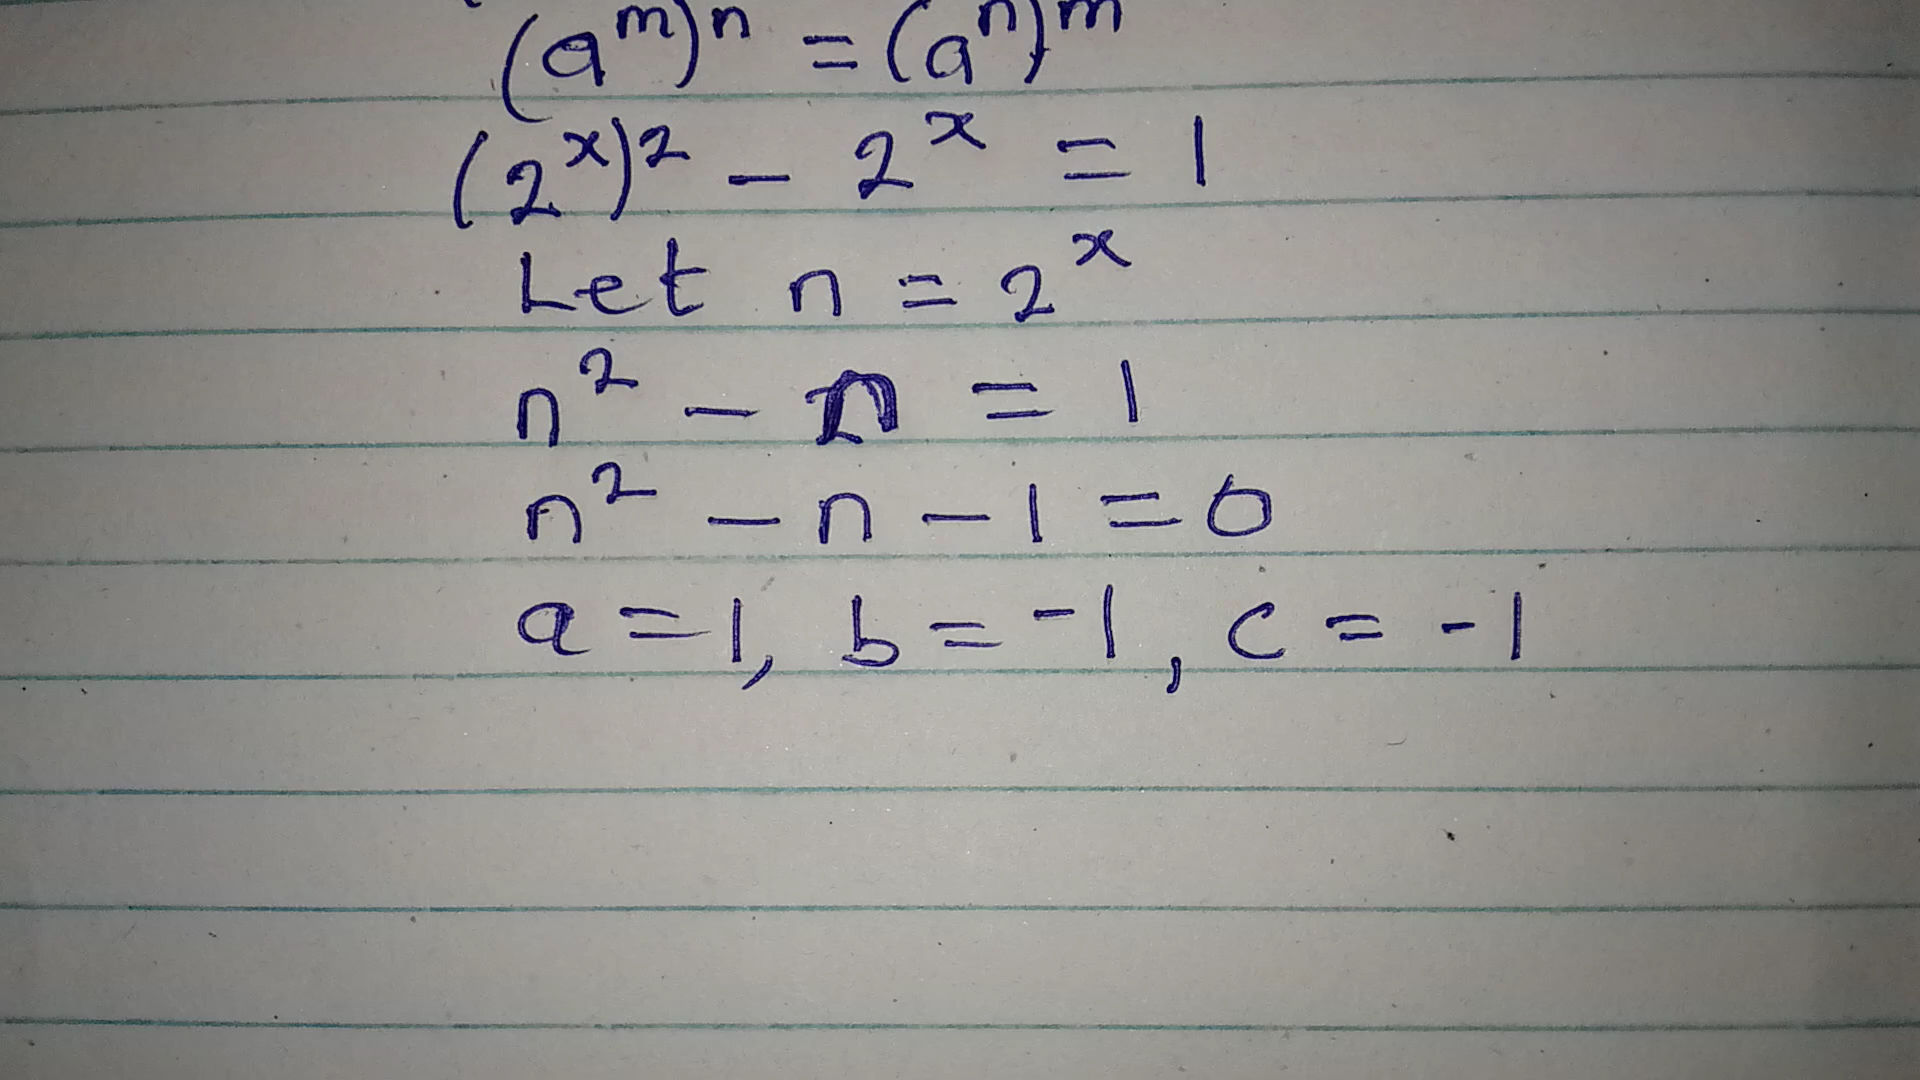 (a^m)^n = (a^n)^m
(2^x)^2 - 2^x = 1
Let n = 2^x
n^2 - n = 1
n^2 - n - 1 = 0
a = 1, b = -1, c = -1